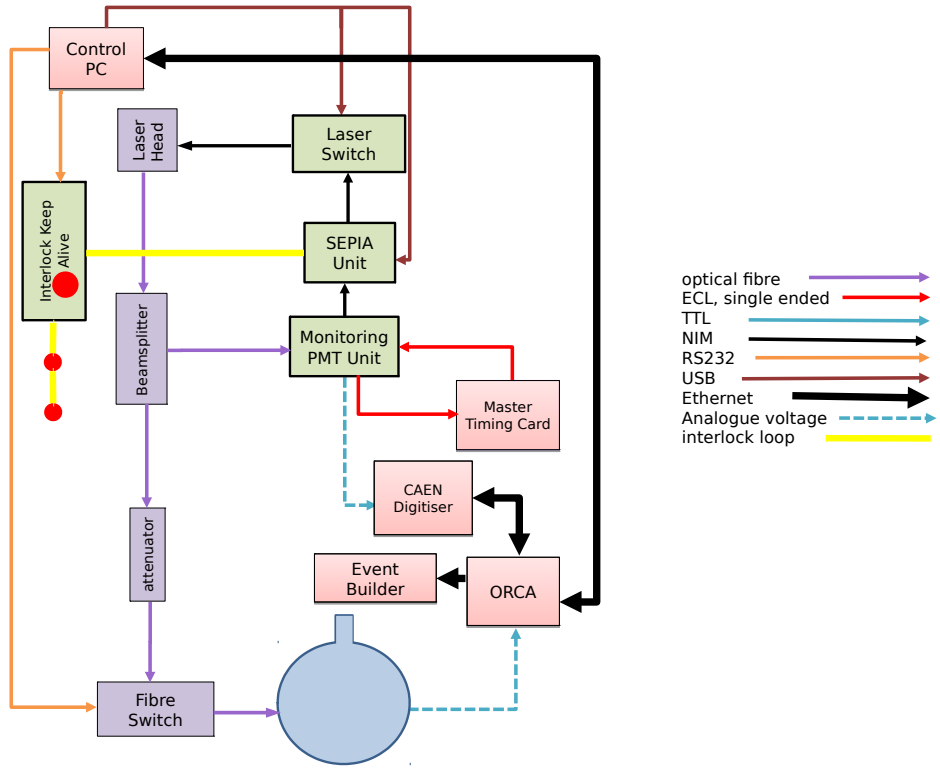 Control
PC
Laser
Head
Laser
Switch
Interlock Keep
Alive
SEPIA
Unit
Beamsplitter
Monitoring
PMT Unit
Master
Timing Card
CAEN
Digitiser
attenuator
Event
Builder
ORCA
Fibre
Switch
optical fibre
ECL, single ended
TTL
NIM
RS232
USB
Ethernet
Analogue voltage
interlock loop